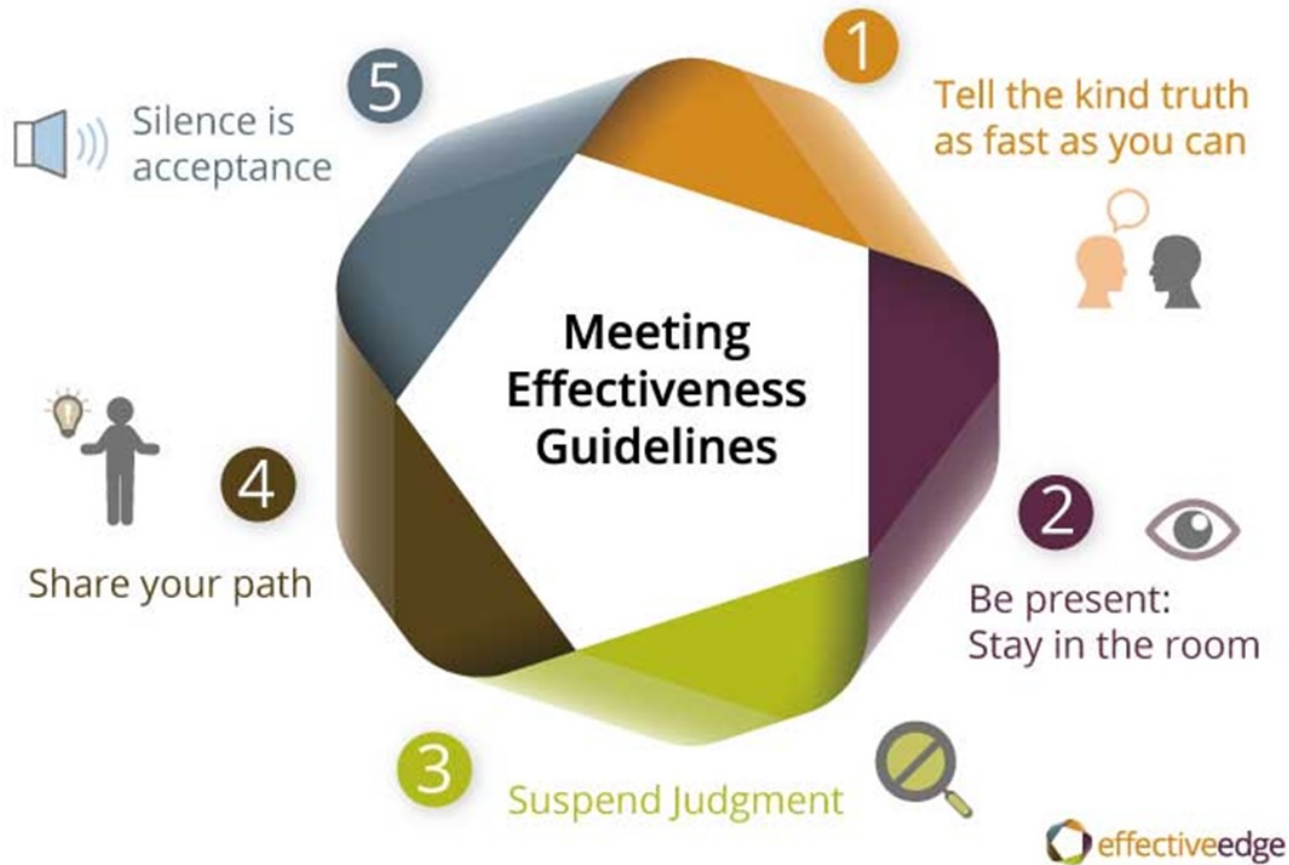 Meeting
Effectiveness
Guidelines
1
Tell the kind truth
as fast as you can
2
Be present:
Stay in the room
3
Suspend Judgment
4
Share your path
5
Silence is
acceptance
effectiveedge